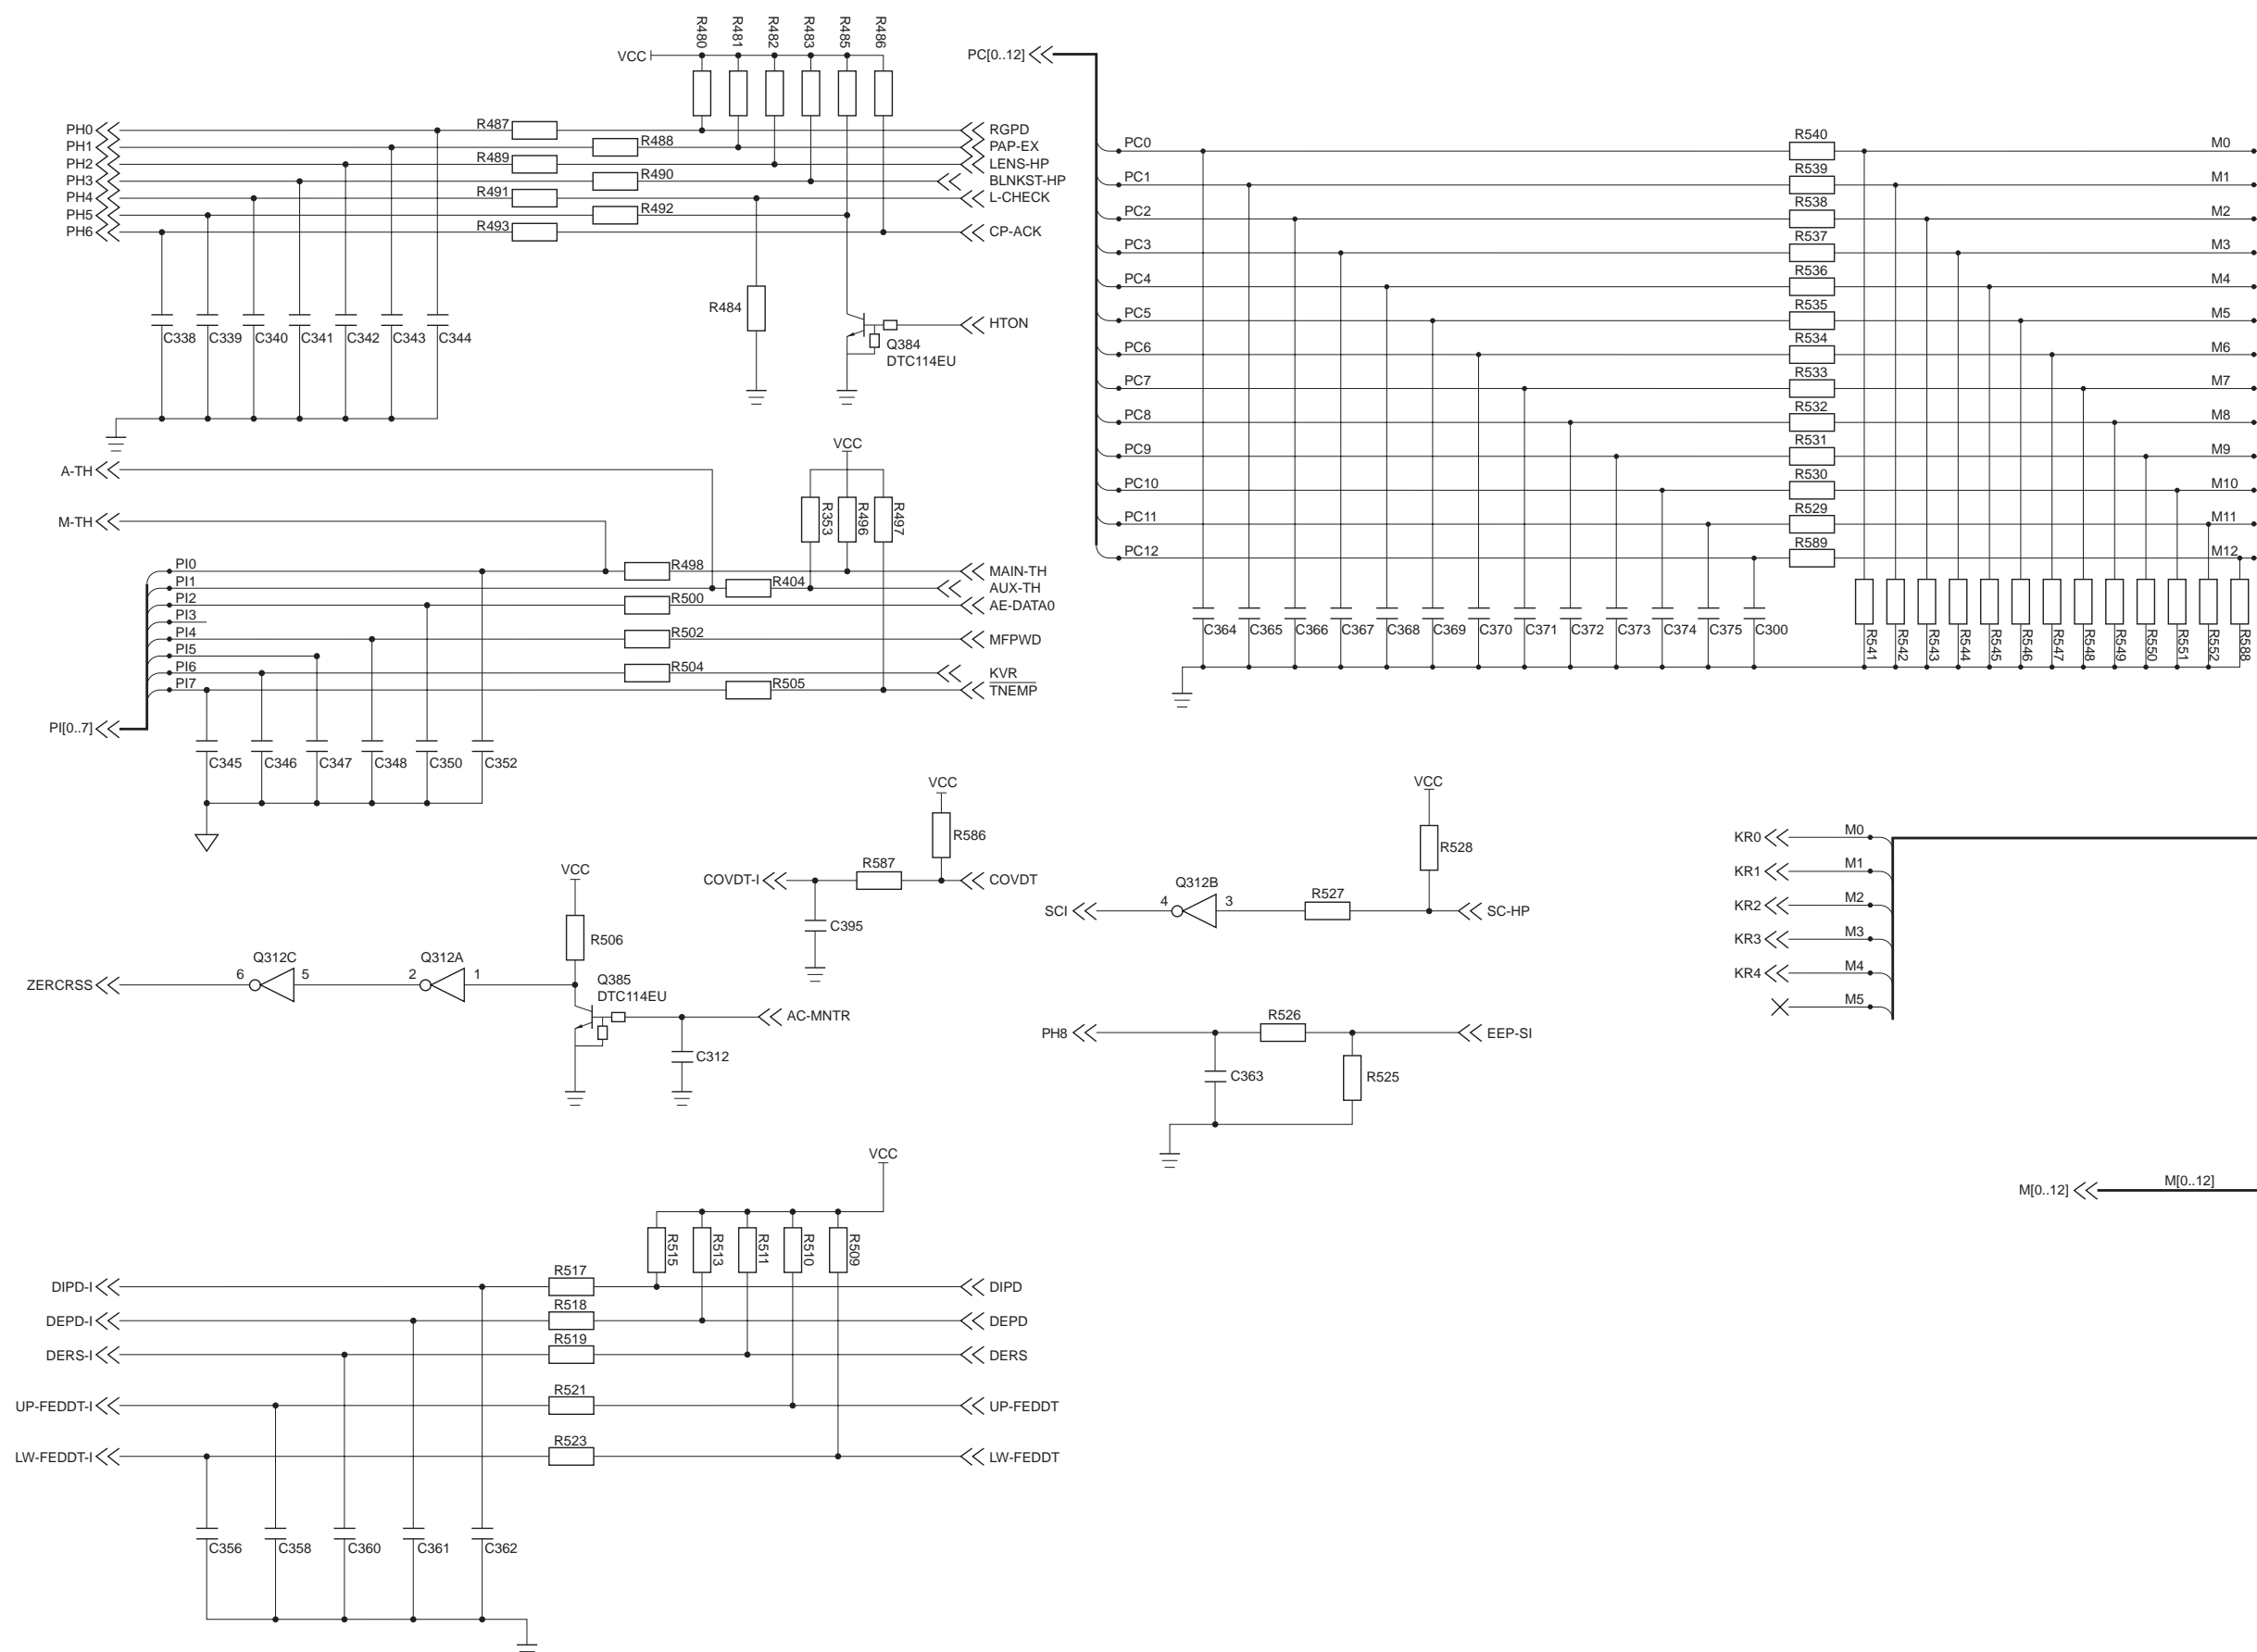 R480 R481 R482 R483 R485 R486
VCC
PH0 R487 RGPD
PH1 R488 PAP-EX
PH2 R489 LENS-HP
PH3 R490 BLNKST-HP
PH4 R491 L-CHECK
PH5 R492
PH6 R493 CP-ACK
R484
HTON
Q384
DTC114EU
C338 C339 C340 C341 C342 C343 C344
A-TH
M-TH
VCC
R353 R496 R497
PI0 R498 MAIN-TH
PI1 R404 AUX-TH
PI2 R500 AE-DATA0
PI3
PI4 R502 MFPWD
PI5
PI6 R504 KVR
PI7 R505 TNEMP
PI[0..7]
C345 C346 C347 C348 C350 C352
PC[0..12]
PC0 R540 M0
PC1 R539 M1
PC2 R538 M2
PC3 R537 M3
PC4 R536 M4
PC5 R535 M5
PC6 R534 M6
PC7 R533 M7
PC8 R532 M8
PC9 R531 M9
PC10 R530 M10
PC11 R529 M11
PC12 R589 M12
C364 C365 C366 C367 C368 C369 C370 C371 C372 C373 C374 C375 C300
R541 R542 R543 R544 R545 R546 R547 R548 R549 R550 R551 R552 R588
VCC
R586
COVDT-I R587 COVDT
C395
VCC
R506
ZERCRSS 6 Q312C 5 2 Q312A 1
Q385
DTC114EU
AC-MNTR
C312
VCC
R528
SCI 4 Q312B 3 R527 SC-HP
PH8 R526 EEP-SI
C363 R525
KR0 M0
KR1 M1
KR2 M2
KR3 M3
KR4 M4
M5
M[0..12] M[0..12]
VCC
R515 R513 R511 R510 R509
DIPD-I R517 DIPD
DEPD-I R518 DEPD
DERS-I R519 DERS
UP-FEDDT-I R521 UP-FEDDT
LW-FEDDT-I R523 LW-FEDDT
C356 C358 C360 C361 C362